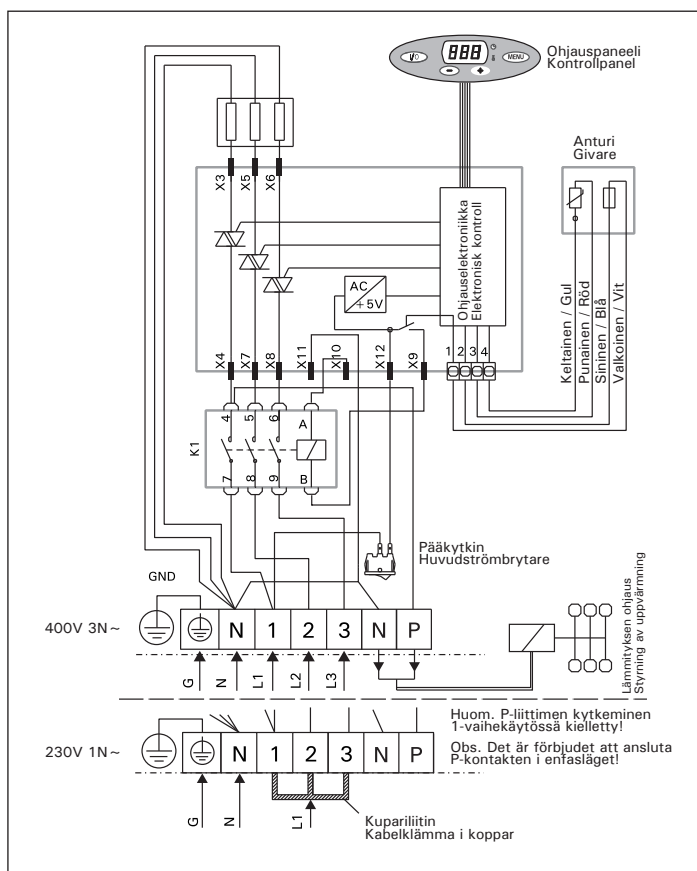 Ohjauspaneeli
Kontrollpanel
I/O
888
MENU
−
+
Anturi
Givare
X3
X5
X6
Ohjauselektroniikka
Elektronisk kontroll
AC
+5V
Keltainen / Gul
Punainen / Röd
Sininen / Blå
Valkoinen / Vit
1 2 3 4
X4
X7
X8
X11
X10
X12
X9
4 5 6 A
K1
7 8 9 B
Pääkytkin
Huvudströmbrytare
GND
400V 3N~
N 1 2 3 N P
G
N
L1
L2
L3
Lämmityksen ohjaus
Styrning av uppvärmning
Huom. P-liittimen kytkeminen
1-vaihekäytössä kielletty!
Obs. Det är förbjudet att ansluta
P-kontakten i enfasläget!
230V 1N~
N 1 2 3 N P
G
N
L1
Kupariliitin
Kabelklämma i koppar